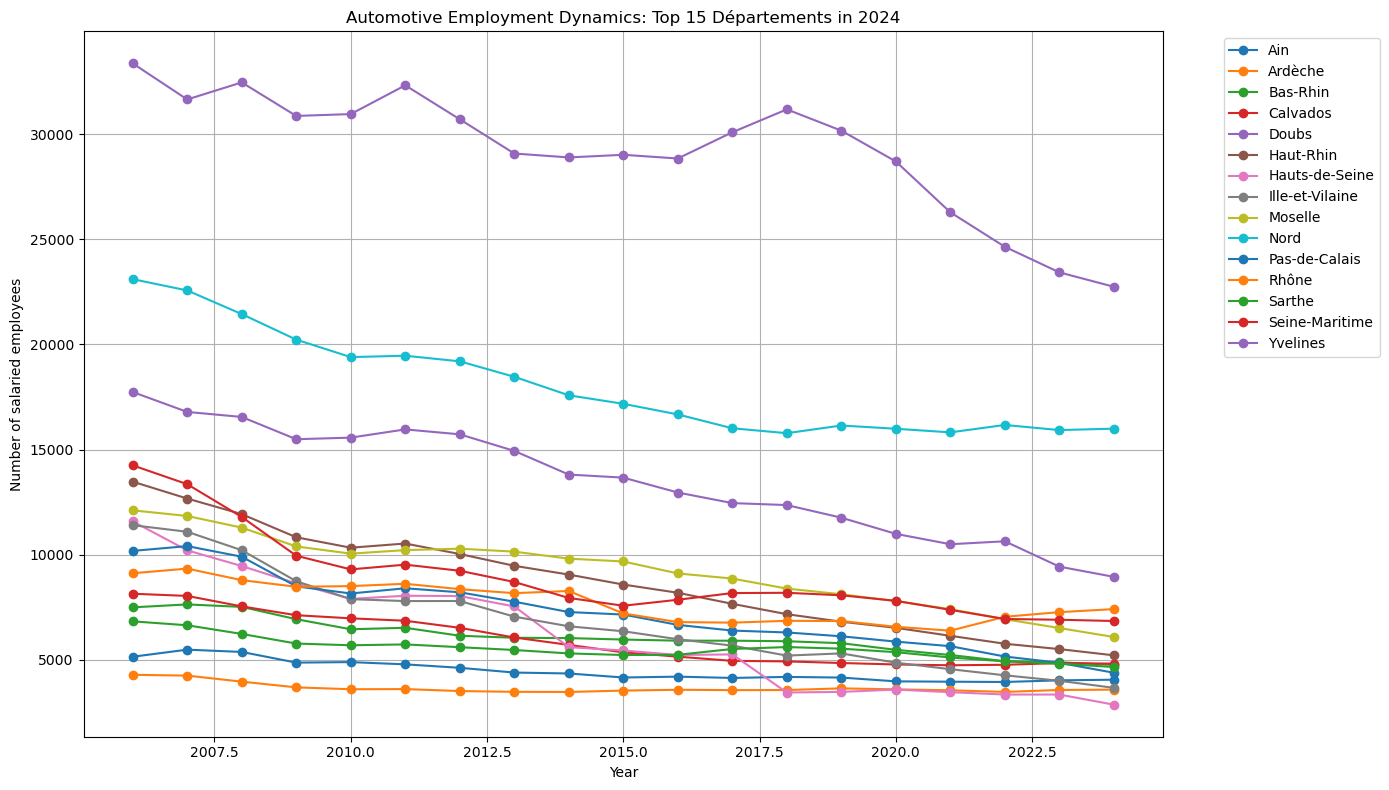 Automotive Employment Dynamics: Top 15 Départements in 2024
Number of salaried employees
30000
25000
20000
15000
10000
5000
2007.5
2010.0
2012.5
2015.0
2017.5
2020.0
2022.5
Year
Ain
Ardèche
Bas-Rhin
Calvados
Doubs
Haut-Rhin
Hauts-de-Seine
Ille-et-Vilaine
Moselle
Nord
Pas-de-Calais
Rhône
Sarthe
Seine-Maritime
Yvelines